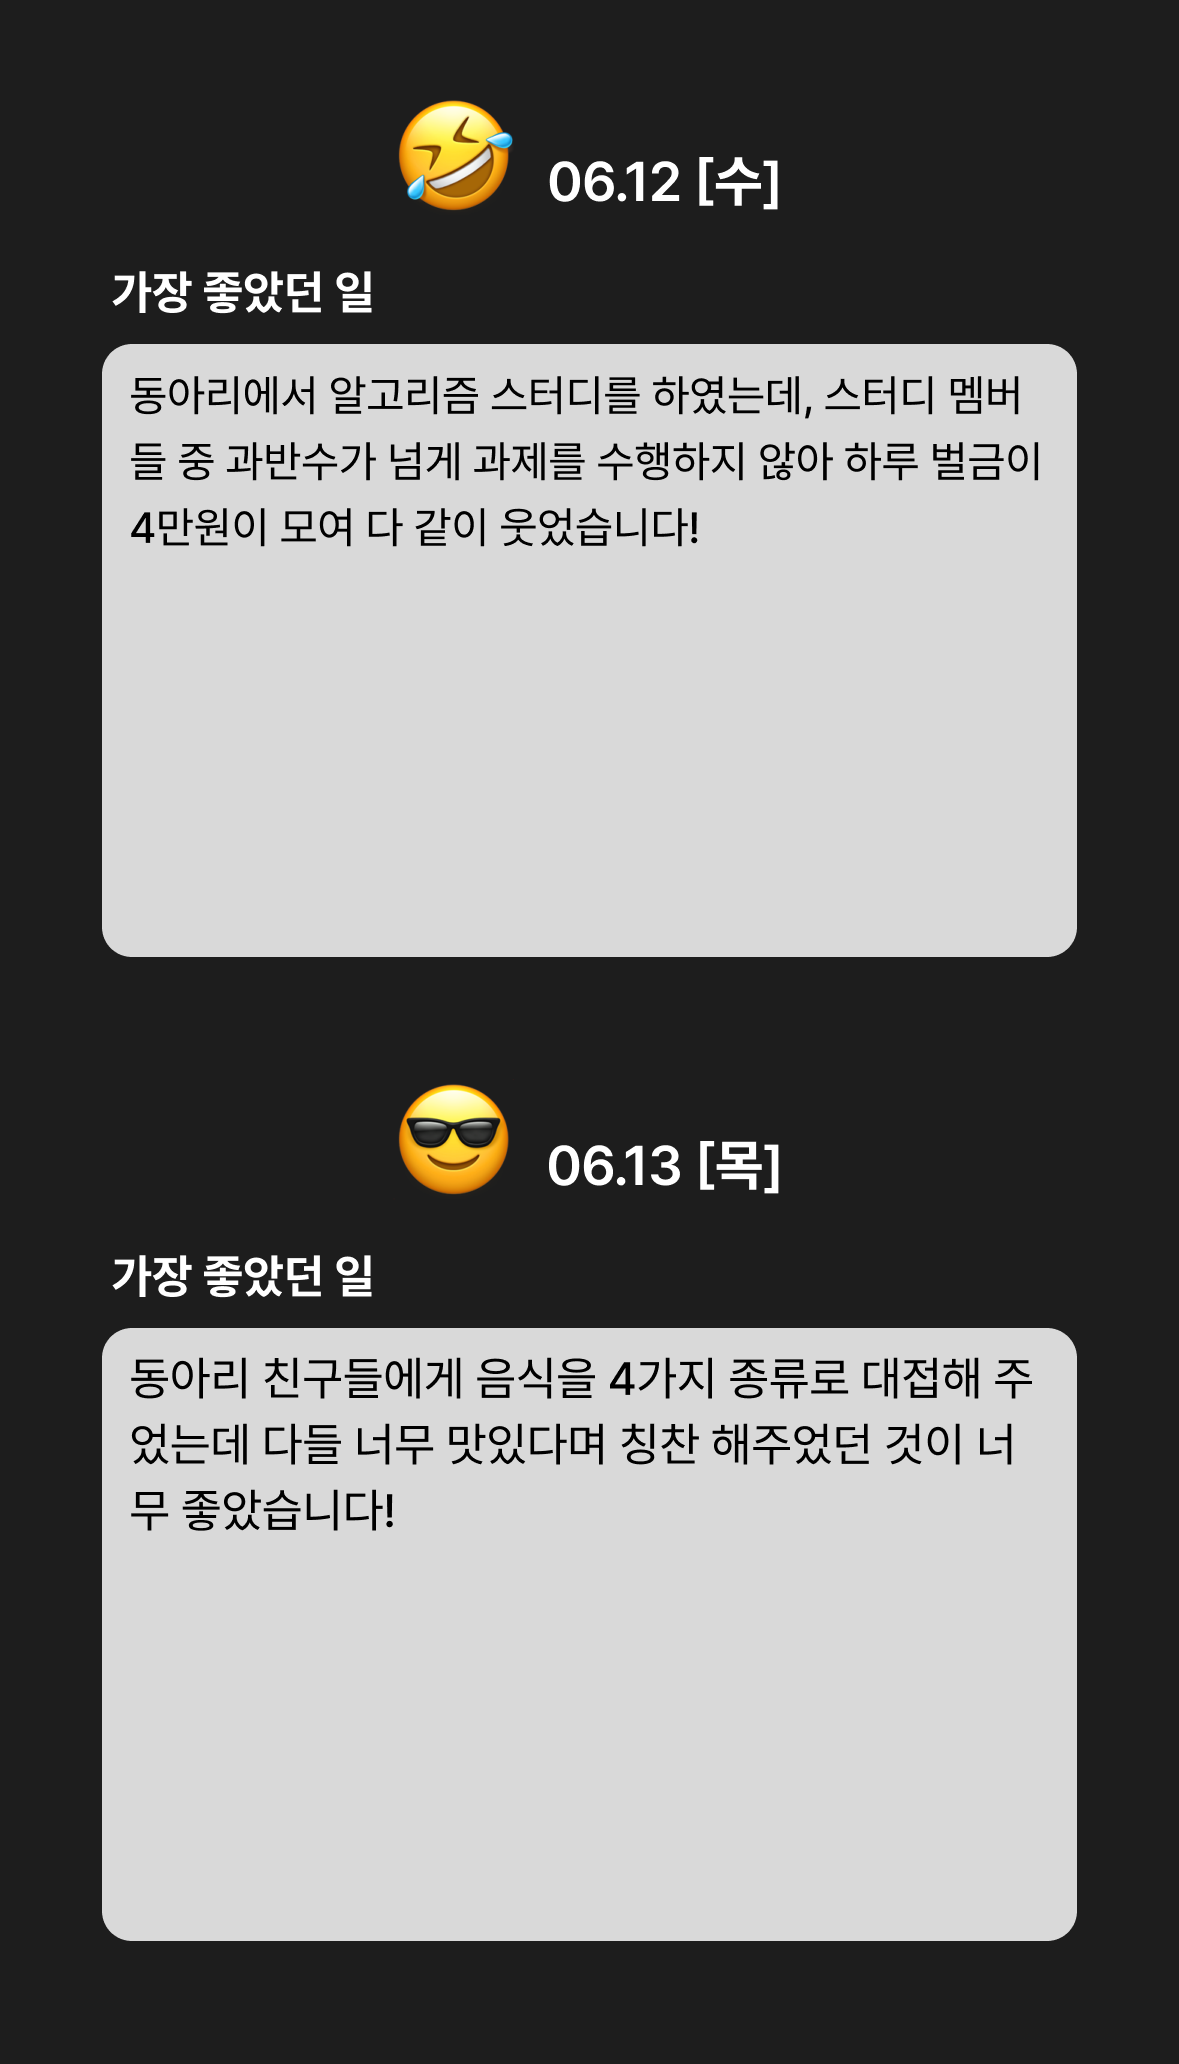 06.12 [수]
가장 좋았던 일
동아리에서 알고리즘 스터디를 하였는데, 스터디 멤버
들 중 과반수가 넘게 과제를 수행하지 않아 하루 벌금이
4만원이 모여 다 같이 웃었습니다!
06.13 [목]
가장 좋았던 일
동아리 친구들에게 음식을 4가지 종류로 대접해 주
었는데 다들 너무 맛있다며 칭찬 해주었던 것이 너
무 좋았습니다!